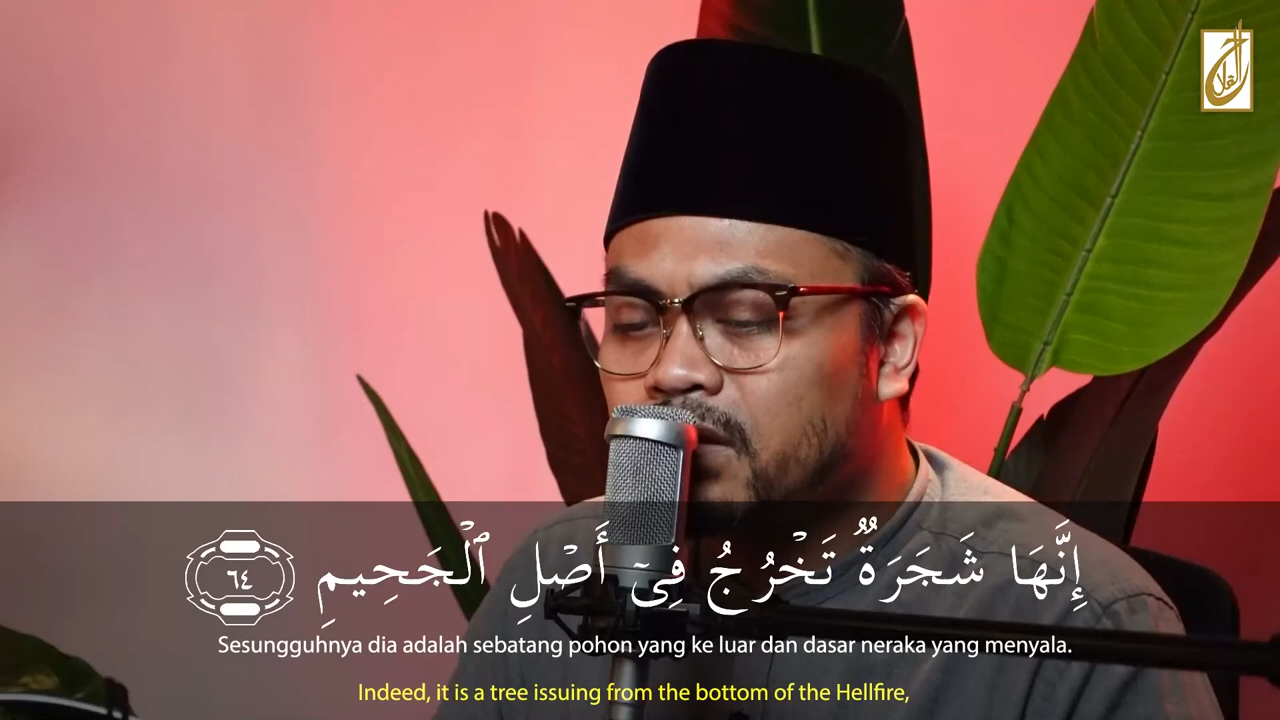 إِنَّهَا شَجَرَةٌ تَخْرُجُ فِىٓ أَصْلِ ٱلْجَحِيمِ ٦٤
Sesungguhnya dia adalah sebatang pohon yang ke luar dan dasar neraka yang menyala.
Indeed, it is a tree issuing from the bottom of the Hellfire,